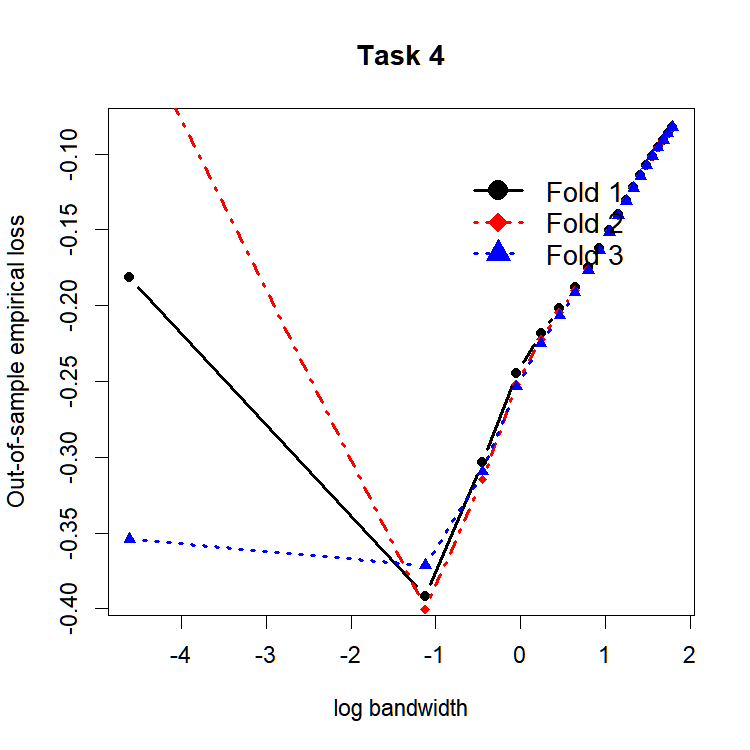 Task 4
Out-of-sample empirical loss
-0.10
-0.15
-0.20
-0.25
-0.30
-0.35
-0.40
Fold 1
Fold 2
Fold 3
-4 -3 -2 -1 0 1 2
log bandwidth